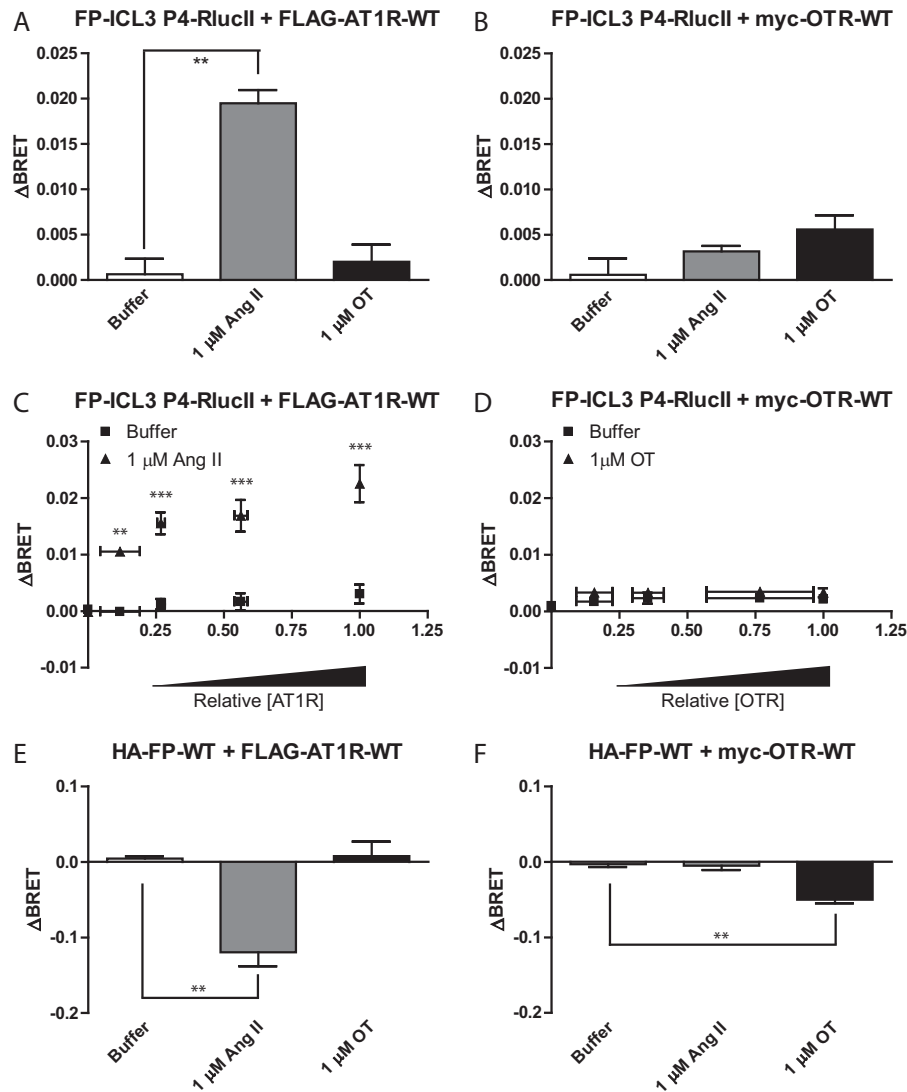 A FP-ICL3 P4-RlucII + FLAG-AT1R-WT
0.025
0.020
0.015
0.010
0.005
0.000
ΔBRET
**
Buffer
1 μM Ang II
1 μM OT
B FP-ICL3 P4-RlucII + myc-OTR-WT
0.025
0.020
0.015
0.010
0.005
0.000
ΔBRET
Buffer
1 μM Ang II
1 μM OT
C FP-ICL3 P4-RlucII + FLAG-AT1R-WT
Buffer
1 μM Ang II
0.03
0.02
0.01
0.00
-0.01
ΔBRET
**
***
***
***
0.25
0.50
0.75
1.00
1.25
Relative [AT1R]
D FP-ICL3 P4-RlucII + myc-OTR-WT
Buffer
1μM OT
0.03
0.02
0.01
0.00
-0.01
ΔBRET
0.25
0.50
0.75
1.00
1.25
Relative [OTR]
E HA-FP-WT + FLAG-AT1R-WT
0.1
0.0
-0.1
-0.2
ΔBRET
**
Buffer
1 μM Ang II
1 μM OT
F HA-FP-WT + myc-OTR-WT
0.1
0.0
-0.1
-0.2
ΔBRET
**
Buffer
1 μM Ang II
1 μM OT